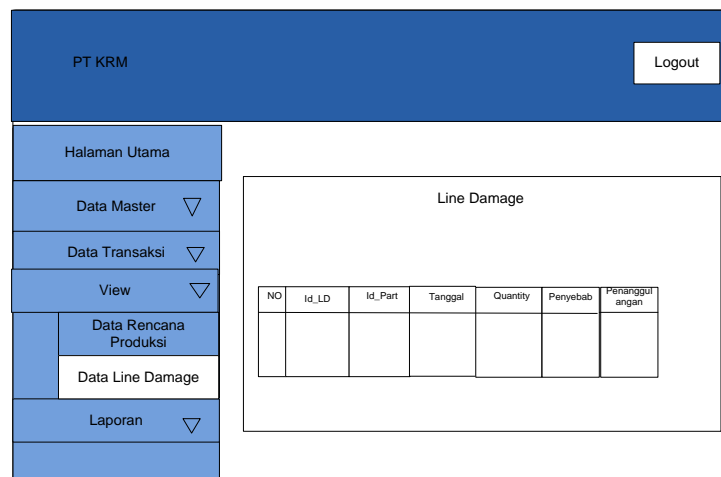 PT KRM
Logout
Halaman Utama
Data Master
Data Transaksi
View
Data Rencana
Produksi
Data Line Damage
Laporan
Line Damage
NO Id_LD Id_Part Tanggal Quantity Penyebab Penanggul
angan